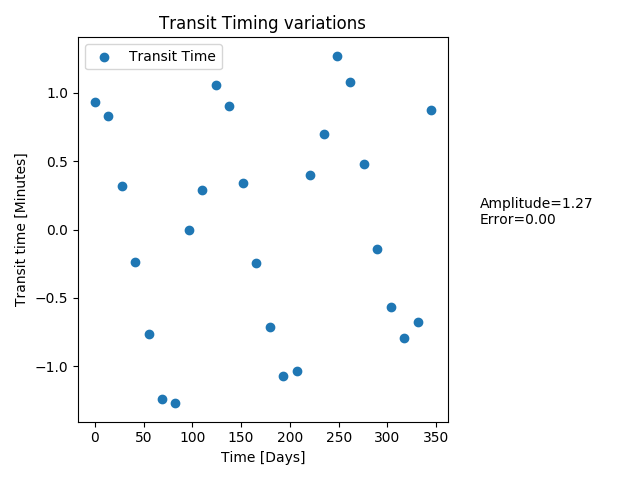 Transit Timing variations
Transit Time
Transit time [Minutes]
1.0
0.5
0.0
−0.5
−1.0
0 50 100 150 200 250 300 350
Time [Days]
Amplitude=1.27
Error=0.00